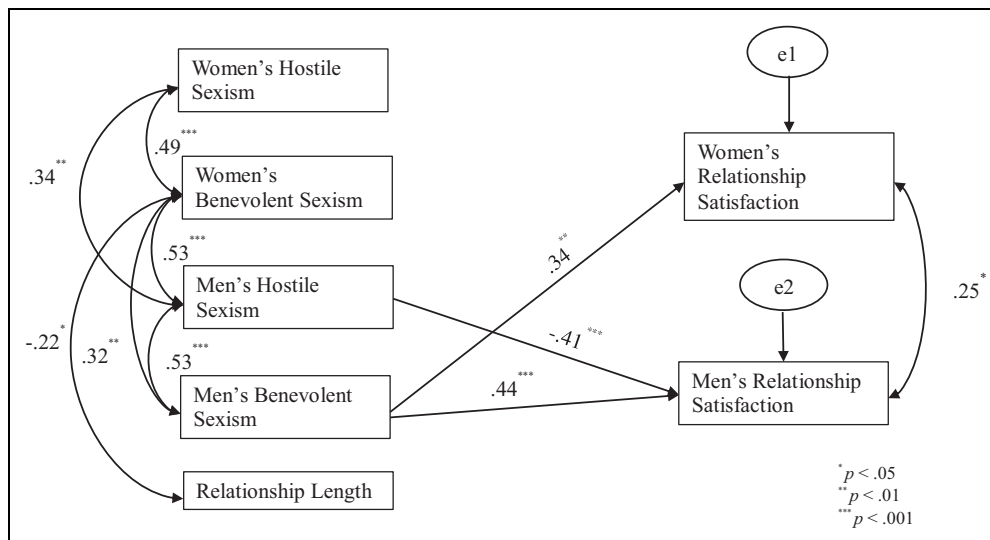 e1
Women's Hostile
Sexism
.49***
.34**
Women's
Benevolent Sexism
Women's
Relationship
Satisfaction
.53***
.34**
Men's Hostile
Sexism
e2
.25*
-.22*
.32**
.53***
-.41***
Men's Benevolent
Sexism
.44***
Men's Relationship
Satisfaction
Relationship Length
* p < .05
** p < .01
*** p < .001